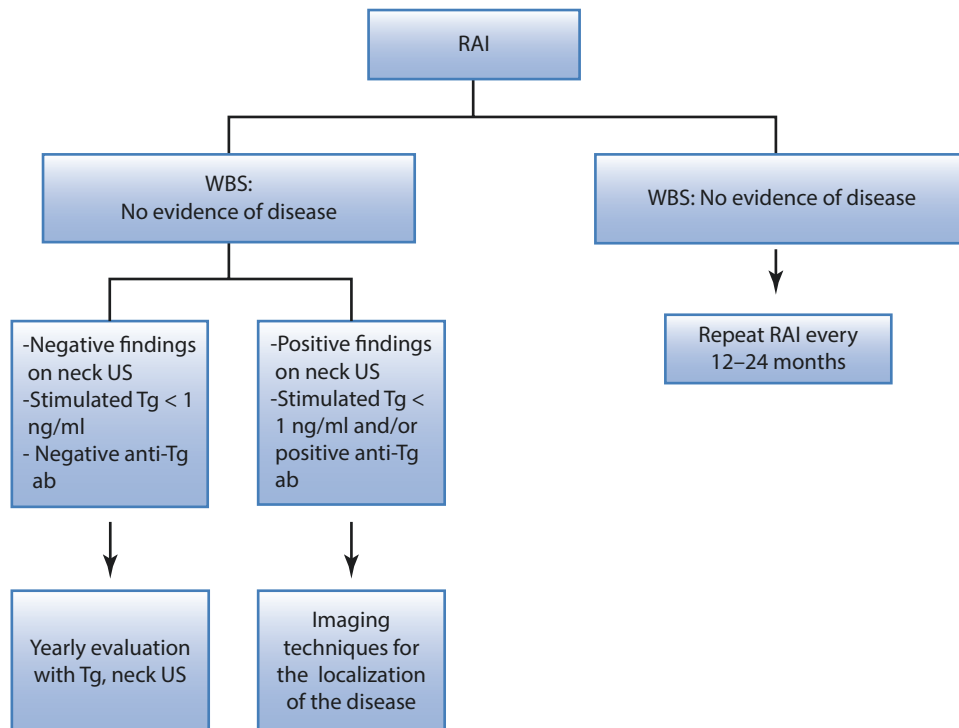 RAI
WBS:
No evidence of disease
WBS: No evidence of disease
-Negative findings
on neck US
-Stimulated Tg < 1
ng/ml
- Negative anti-Tg
ab
-Positive findings
on neck US
-Stimulated Tg <
1 ng/ml and/or
positive anti-Tg
ab
Repeat RAI every
12–24 months
Yearly evaluation
with Tg, neck US
Imaging
techniques for
the localization
of the disease